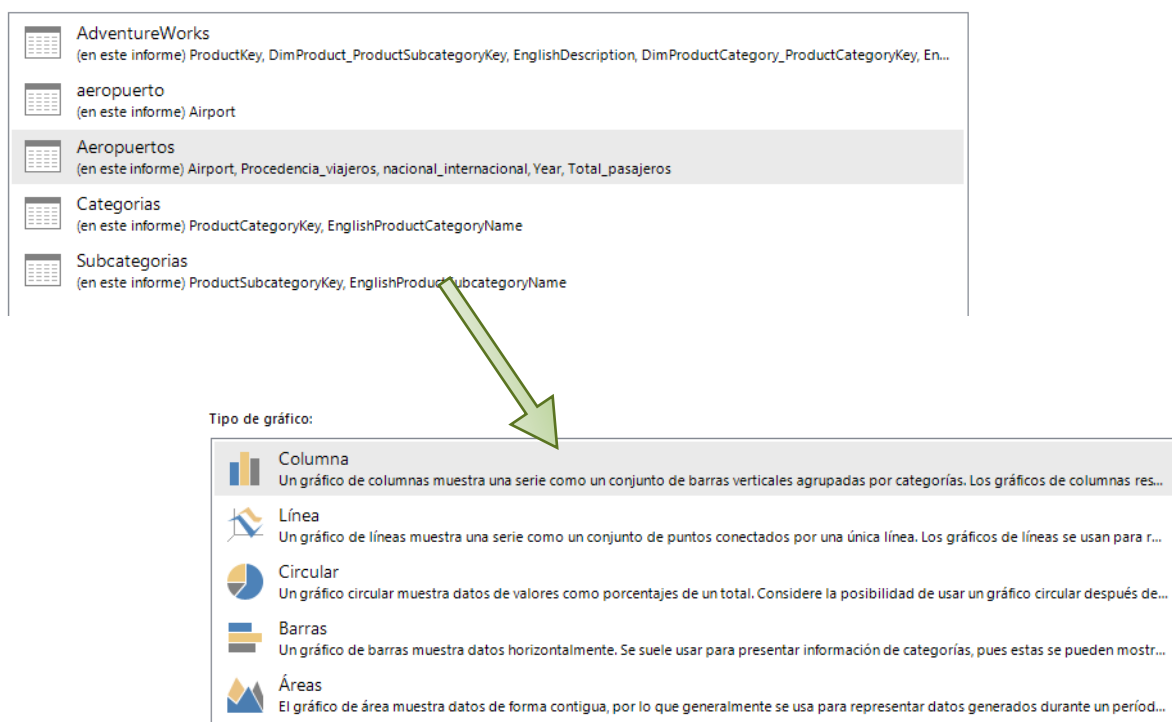 AdventureWorks
(en este informe) ProductKey, DimProduct_ProductSubcategoryKey, EnglishDescription, DimProductCategory_ProductCategoryKey, En...
aeropuerto
(en este informe) Airport
Aeropuertos
(en este informe) Airport, Procedencia_viajeros, nacional_internacional, Year, Total_pasajeros
Categorias
(en este informe) ProductCategoryKey, EnglishProductCategoryName
Subcategorias
(en este informe) ProductSubcategoryKey, EnglishProductSubcategoryName
Tipo de gráfico:
Columna
Un gráfico de columnas muestra una serie como un conjunto de barras verticales agrupadas por categorías. Los gráficos de columnas res...
Línea
Un gráfico de líneas muestra una serie como un conjunto de puntos conectados por una única línea. Los gráficos de líneas se usan para r...
Circular
Un gráfico circular muestra datos de valores como porcentajes de un total. Considere la posibilidad de usar un gráfico circular después de...
Barras
Un gráfico de barras muestra datos horizontalmente. Se suele usar para presentar información de categorías, pues estas se pueden mostr...
Áreas
El gráfico de área muestra datos de forma contigua, por lo que generalmente se usa para representar datos generados durante un períod...